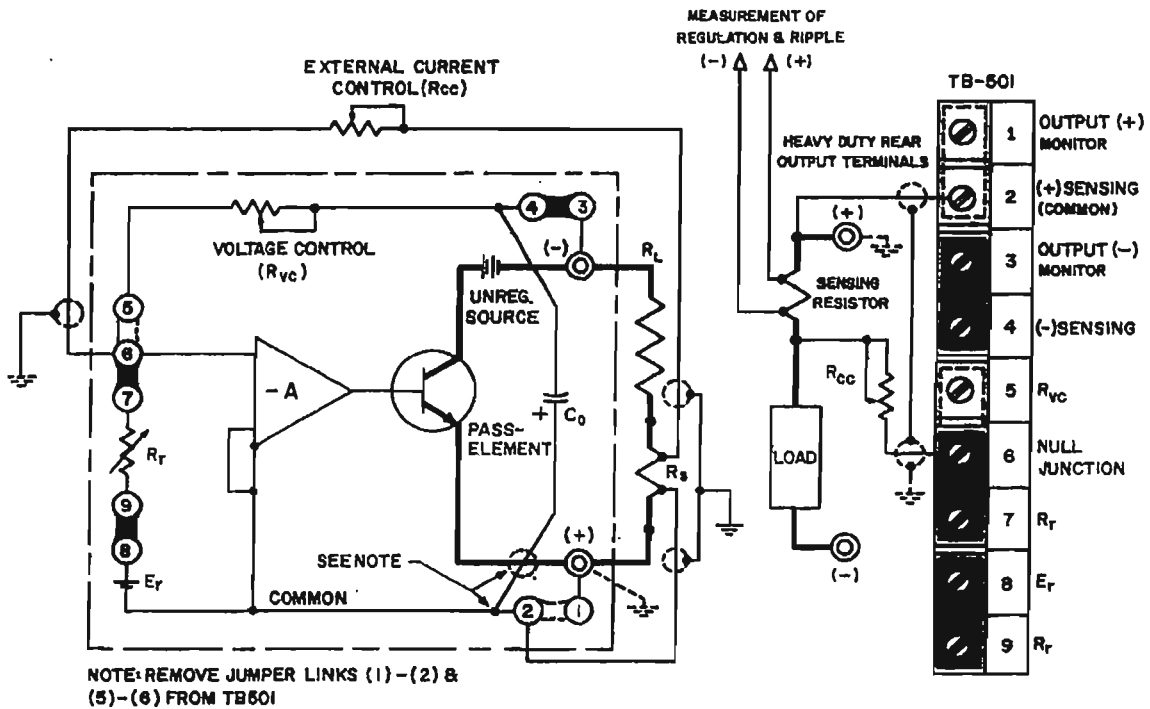 MEASUREMENT OF
REGULATION & RIPPLE
(-) (+)
EXTERNAL CURRENT
CONTROL (Rcc)
TB-501
HEAVY DUTY REAR
OUTPUT TERMINALS
1 OUTPUT (+)
MONITOR
2 (+) SENSING
(COMMON)
3 OUTPUT (-)
MONITOR
4 (-) SENSING
5 RVC
6 NULL
JUNCTION
7 Rr
8 Er
9 Rr
(+)
SENSING
RESISTOR
RCC
LOAD
(-)
4 3
VOLTAGE CONTROL
(RVC)
(-)
RL
UNREG.
SOURCE
5
6
7
-A
+ C0
PASS-
ELEMENT
Rr
RS
9
8
(+)
SEE NOTE
Er
COMMON
2 1
NOTE: REMOVE JUMPER LINKS (1)-(2) &
(5)-(6) FROM TB501